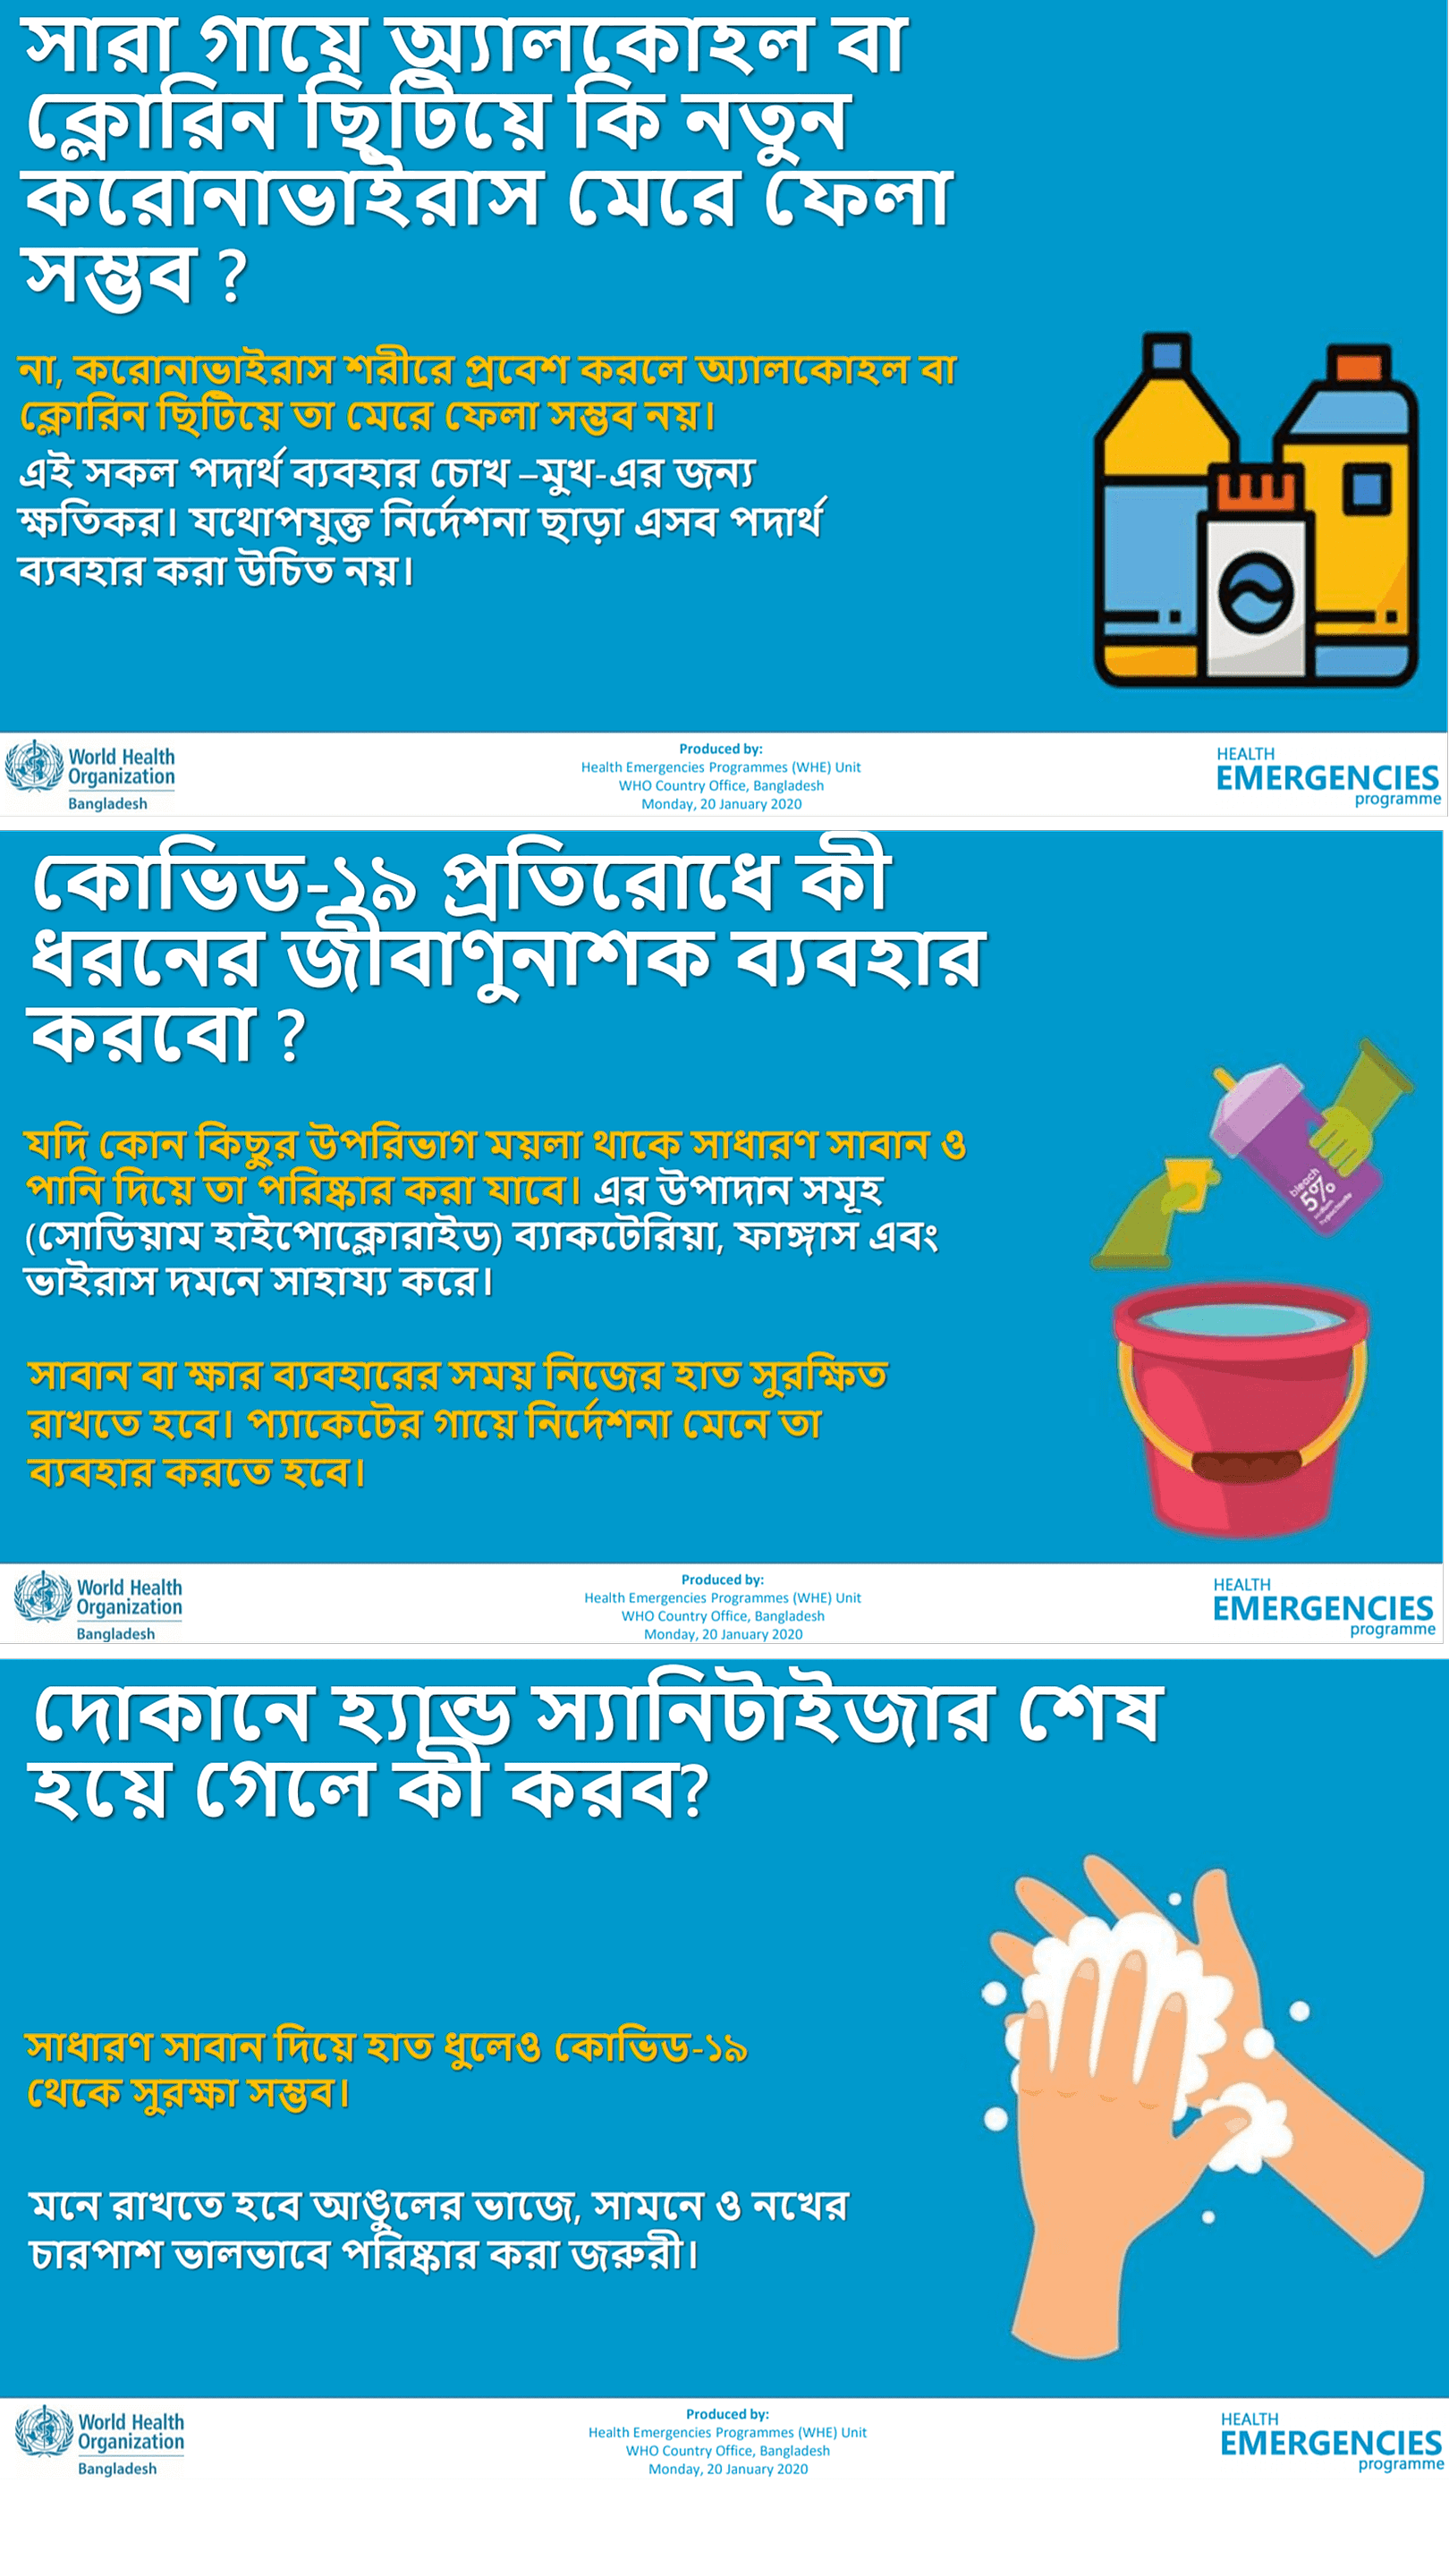 সারা গায়ে অ্যালকোহল বা
ক্লোরিন ছিটিয়ে কি নতুন
করোনাভাইরাস মেরে ফেলা
সম্ভব ?
না, করোনাভাইরাস শরীরে প্রবেশ করলে অ্যালকোহল বা
ক্লোরিন ছিটিয়ে তা মেরে ফেলা সম্ভব নয়।
এই সকল পদার্থ ব্যবহার চোখ –মুখ-এর জন্য
ক্ষতিকর। যথোপযুক্ত নির্দেশনা ছাড়া এসব পদার্থ
ব্যবহার করা উচিত নয়।
World Health
Organization
Bangladesh
Produced by:
Health Emergencies Programmes (WHE) Unit
WHO Country Office, Bangladesh
Monday, 20 January 2020
HEALTH
EMERGENCIES
programme
কোভিড-১৯ প্রতিরোধে কী
ধরনের জীবাণুনাশক ব্যবহার
করবো ?
যদি কোন কিছুর উপরিভাগ ময়লা থাকে সাধারণ সাবান ও
পানি দিয়ে তা পরিষ্কার করা যাবে। এর উপাদান সমূহ
(সোডিয়াম হাইপোক্লোরাইড) ব্যাকটেরিয়া, ফাঙ্গাস এবং
ভাইরাস দমনে সাহায্য করে।
সাবান বা ক্ষার ব্যবহারের সময় নিজের হাত সুরক্ষিত
রাখতে হবে। প্যাকেটের গায়ে নির্দেশনা মেনে তা
ব্যবহার করতে হবে।
bleach
5%
World Health
Organization
Bangladesh
Produced by:
Health Emergencies Programmes (WHE) Unit
WHO Country Office, Bangladesh
Monday, 20 January 2020
HEALTH
EMERGENCIES
programme
দোকানে হ্যান্ড স্যানিটাইজার শেষ
হয়ে গেলে কী করব?
সাধারণ সাবান দিয়ে হাত ধুলেও কোভিড-১৯
থেকে সুরক্ষা সম্ভব।
মনে রাখতে হবে আঙুলের ভাজে, সামনে ও নখের
চারপাশ ভালভাবে পরিষ্কার করা জরুরী।
World Health
Organization
Bangladesh
Produced by:
Health Emergencies Programmes (WHE) Unit
WHO Country Office, Bangladesh
Monday, 20 January 2020
HEALTH
EMERGENCIES
programme